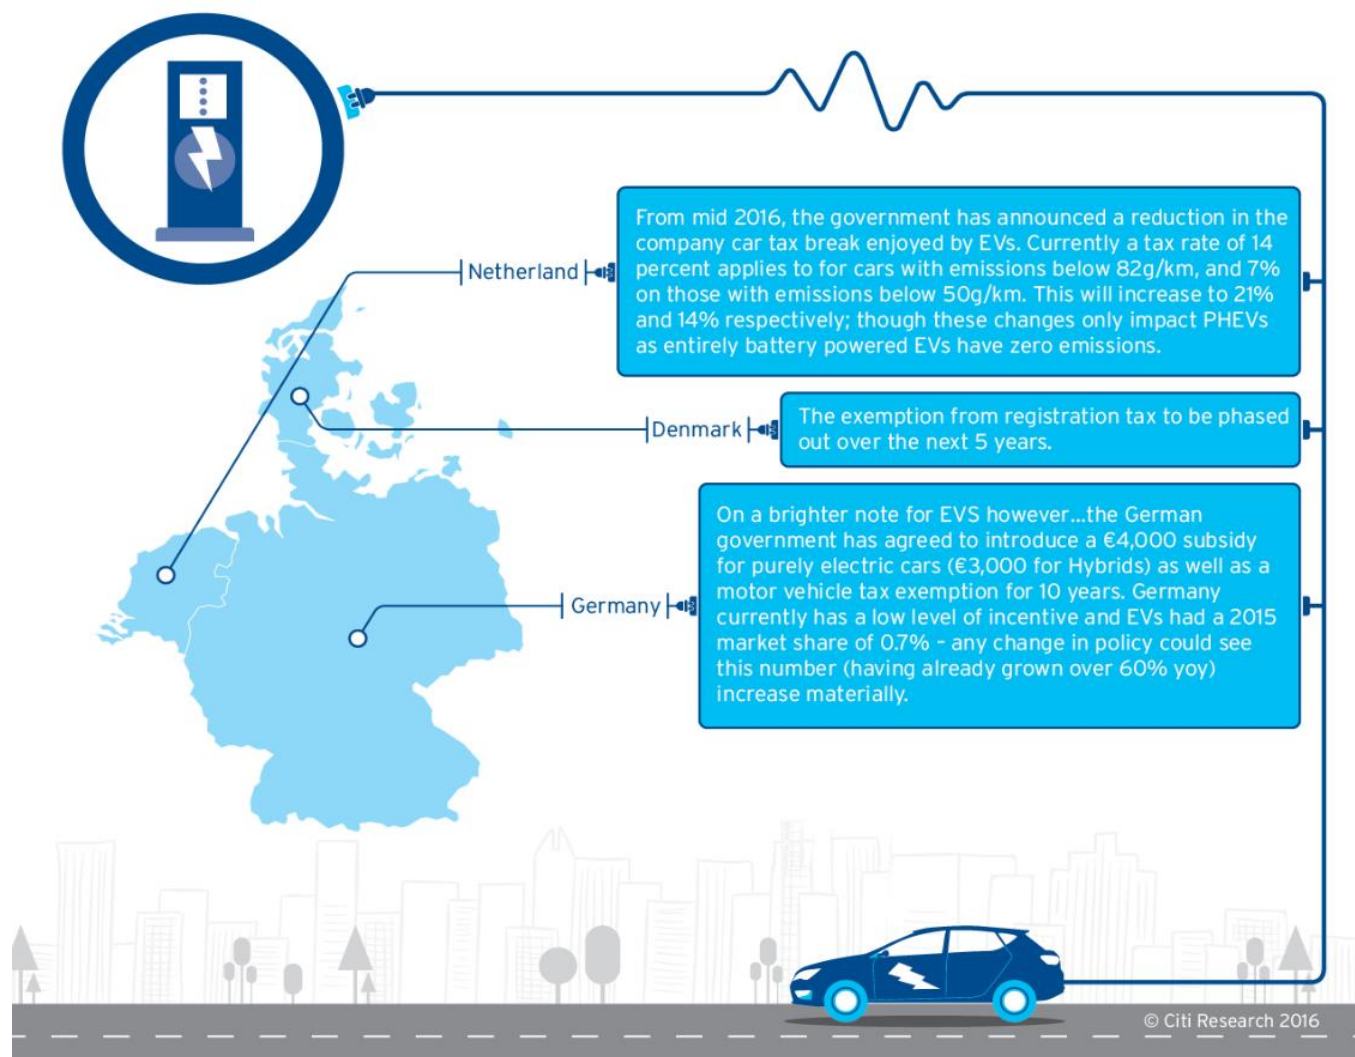 Netherland
From mid 2016, the government has announced a reduction in the
company car tax break enjoyed by EVs. Currently a tax rate of 14
percent applies to for cars with emissions below 82g/km, and 7%
on those with emissions below 50g/km. This will increase to 21%
and 14% respectively; though these changes only impact PHEVs
as entirely battery powered EVs have zero emissions.
Denmark
The exemption from registration tax to be phased
out over the next 5 years.
Germany
On a brighter note for EVS however...the German
government has agreed to introduce a €4,000 subsidy
for purely electric cars (€3,000 for Hybrids) as well as a
motor vehicle tax exemption for 10 years. Germany
currently has a low level of incentive and EVs had a 2015
market share of 0.7% – any change in policy could see
this number (having already grown over 60% yoy)
increase materially.
© Citi Research 2016